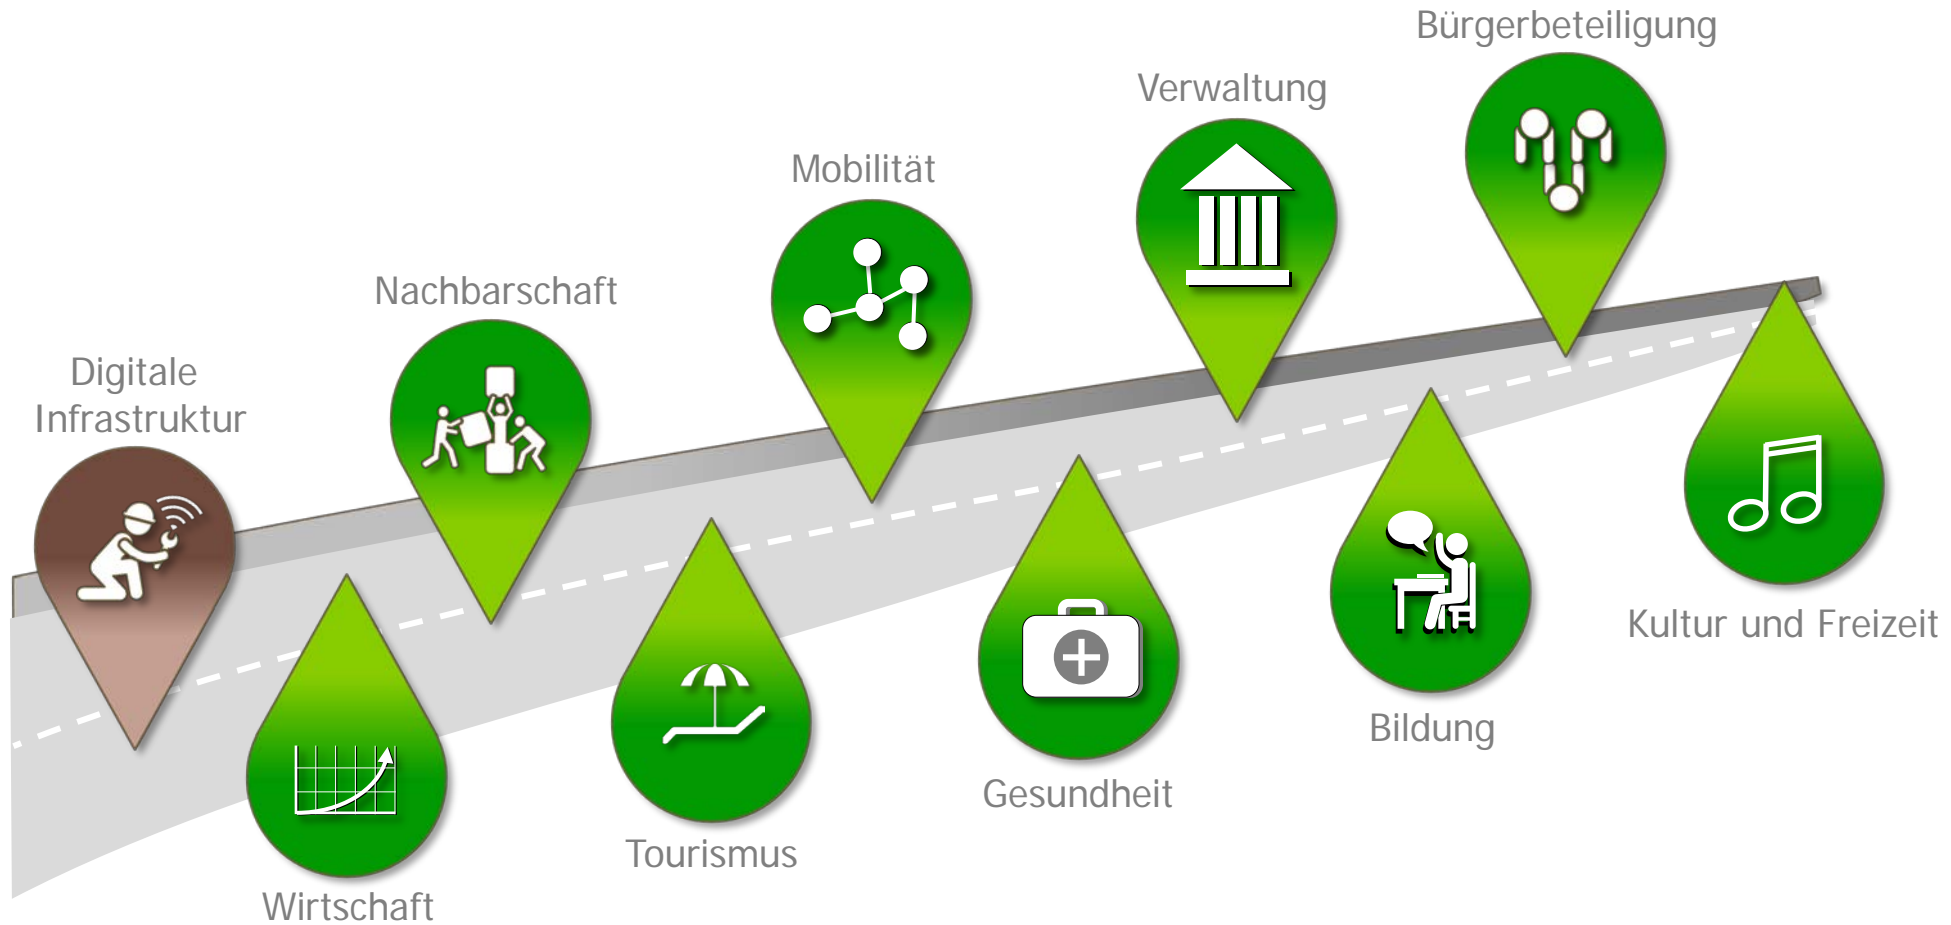 Bürgerbeteiligung
Verwaltung
Mobilität
Nachbarschaft
Digitale
Infrastruktur
Kultur und Freizeit
Bildung
Gesundheit
Tourismus
Wirtschaft